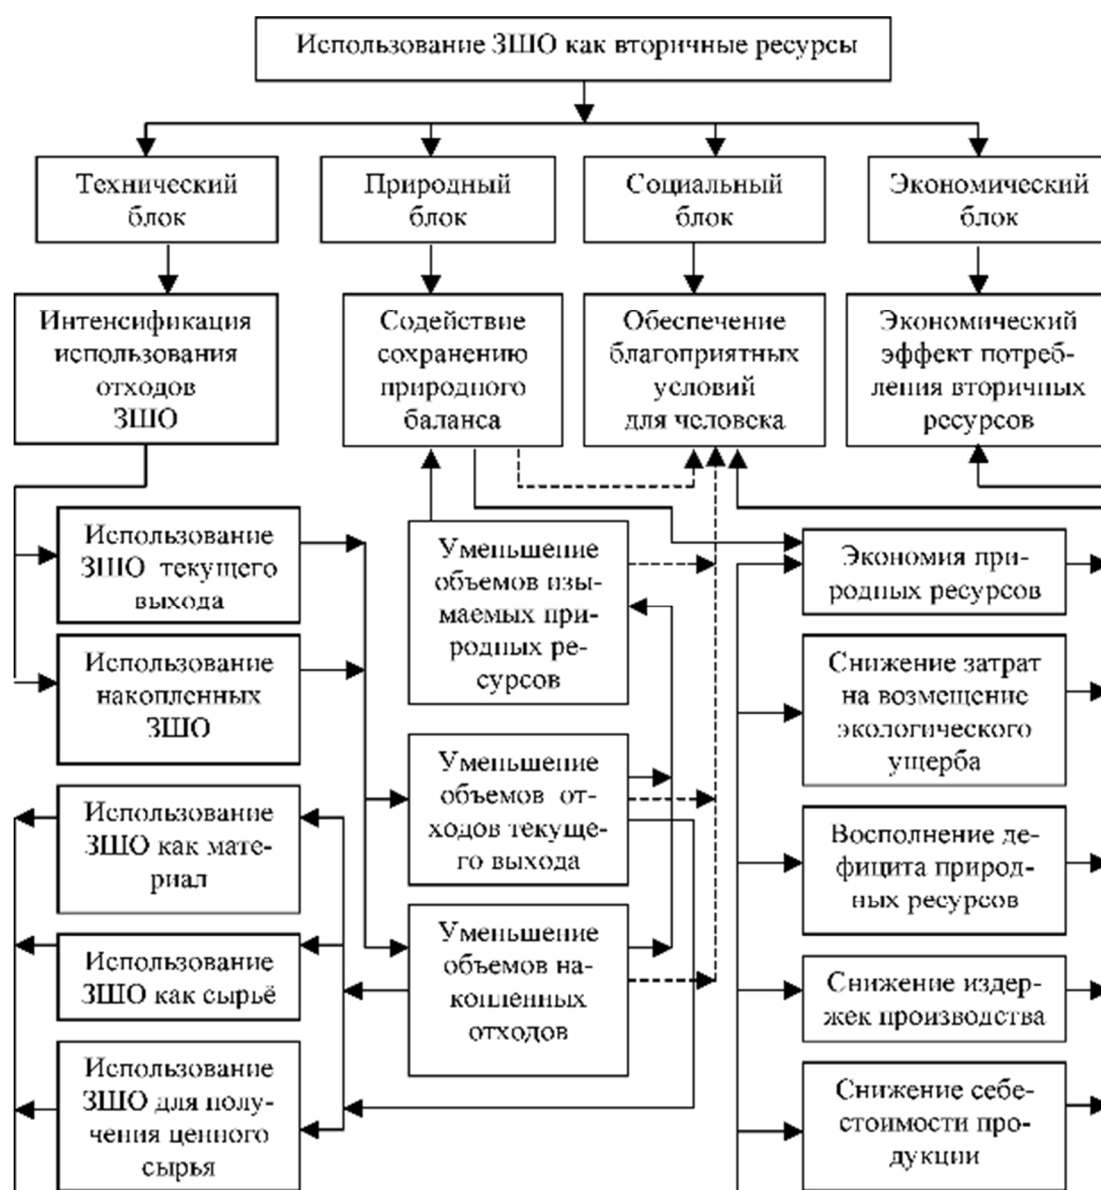 Использование ЗШО как вторичные ресурсы
Технический
блок
Природный
блок
Социальный
блок
Экономический
блок
Интенсификация
использования
отходов
ЗШО
Содействие
сохранению
природного
баланса
Обеспечение
благоприятных
условий
для человека
Экономический
эффект потреб-
ления вторичных
ресурсов
Использование
ЗШО текущего
выхода
Использование
накопленных
ЗШО
Использование
ЗШО как мате-
риал
Использование
ЗШО как сырьё
Использование
ЗШО для полу-
чения ценного
сырья
Уменьшение
объемов изы-
маемых при-
родных ре-
сурсов
Уменьшение
объемов от-
ходов текуще-
го выхода
Уменьшение
объемов на-
копленных
отходов
Экономия при-
родных ресурсов
Снижение затрат
на возмещение
экологического
ущерба
Восполнение де-
фицита природ-
ных ресурсов
Снижение издер-
жек производства
Снижение себе-
стоимости про-
дукции